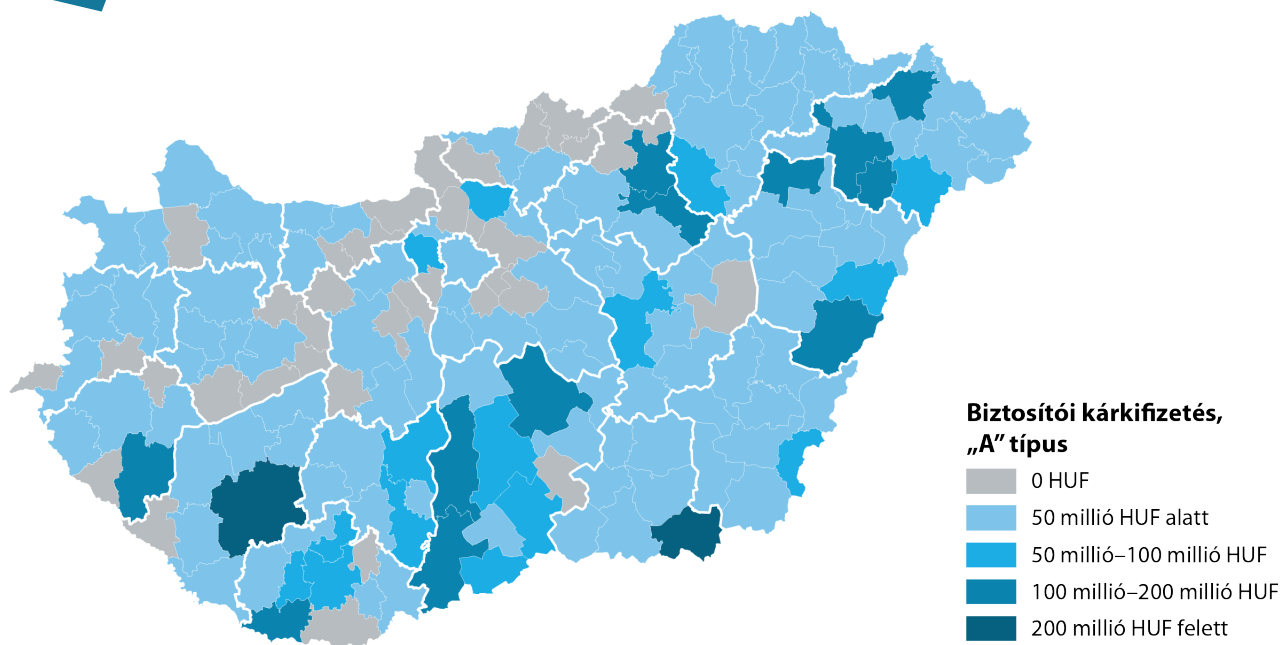 Biztosítói kárkifizetés,
„A” típus
0 HUF
50 millió HUF alatt
50 millió–100 millió HUF
100 millió–200 millió HUF
200 millió HUF felett